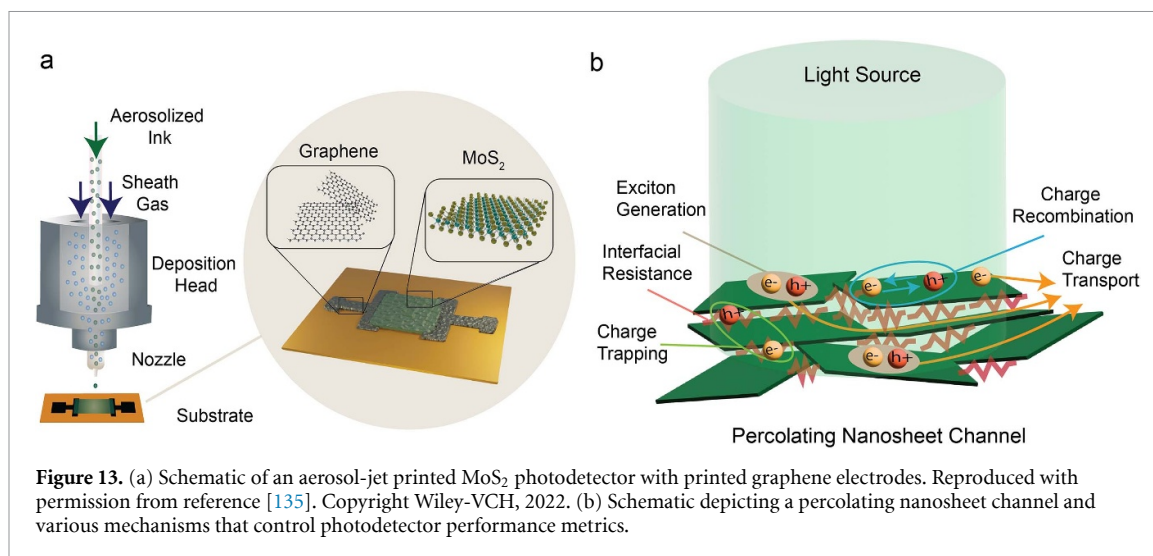 a
Aerosolized
Ink
Sheath
Gas
Deposition
Head
Nozzle
Substrate
Graphene
MoS₂
b
Light Source
Exciton
Generation
Interfacial
Resistance
Charge
Trapping
Charge
Recombination
Charge
Transport
e-
h+
e-
h+
e-
h+
e-
e-
h+
Percolating Nanosheet Channel
Figure 13. (a) Schematic of an aerosol-jet printed MoS₂ photodetector with printed graphene electrodes. Reproduced with
permission from reference [135]. Copyright Wiley-VCH, 2022. (b) Schematic depicting a percolating nanosheet channel and
various mechanisms that control photodetector performance metrics.